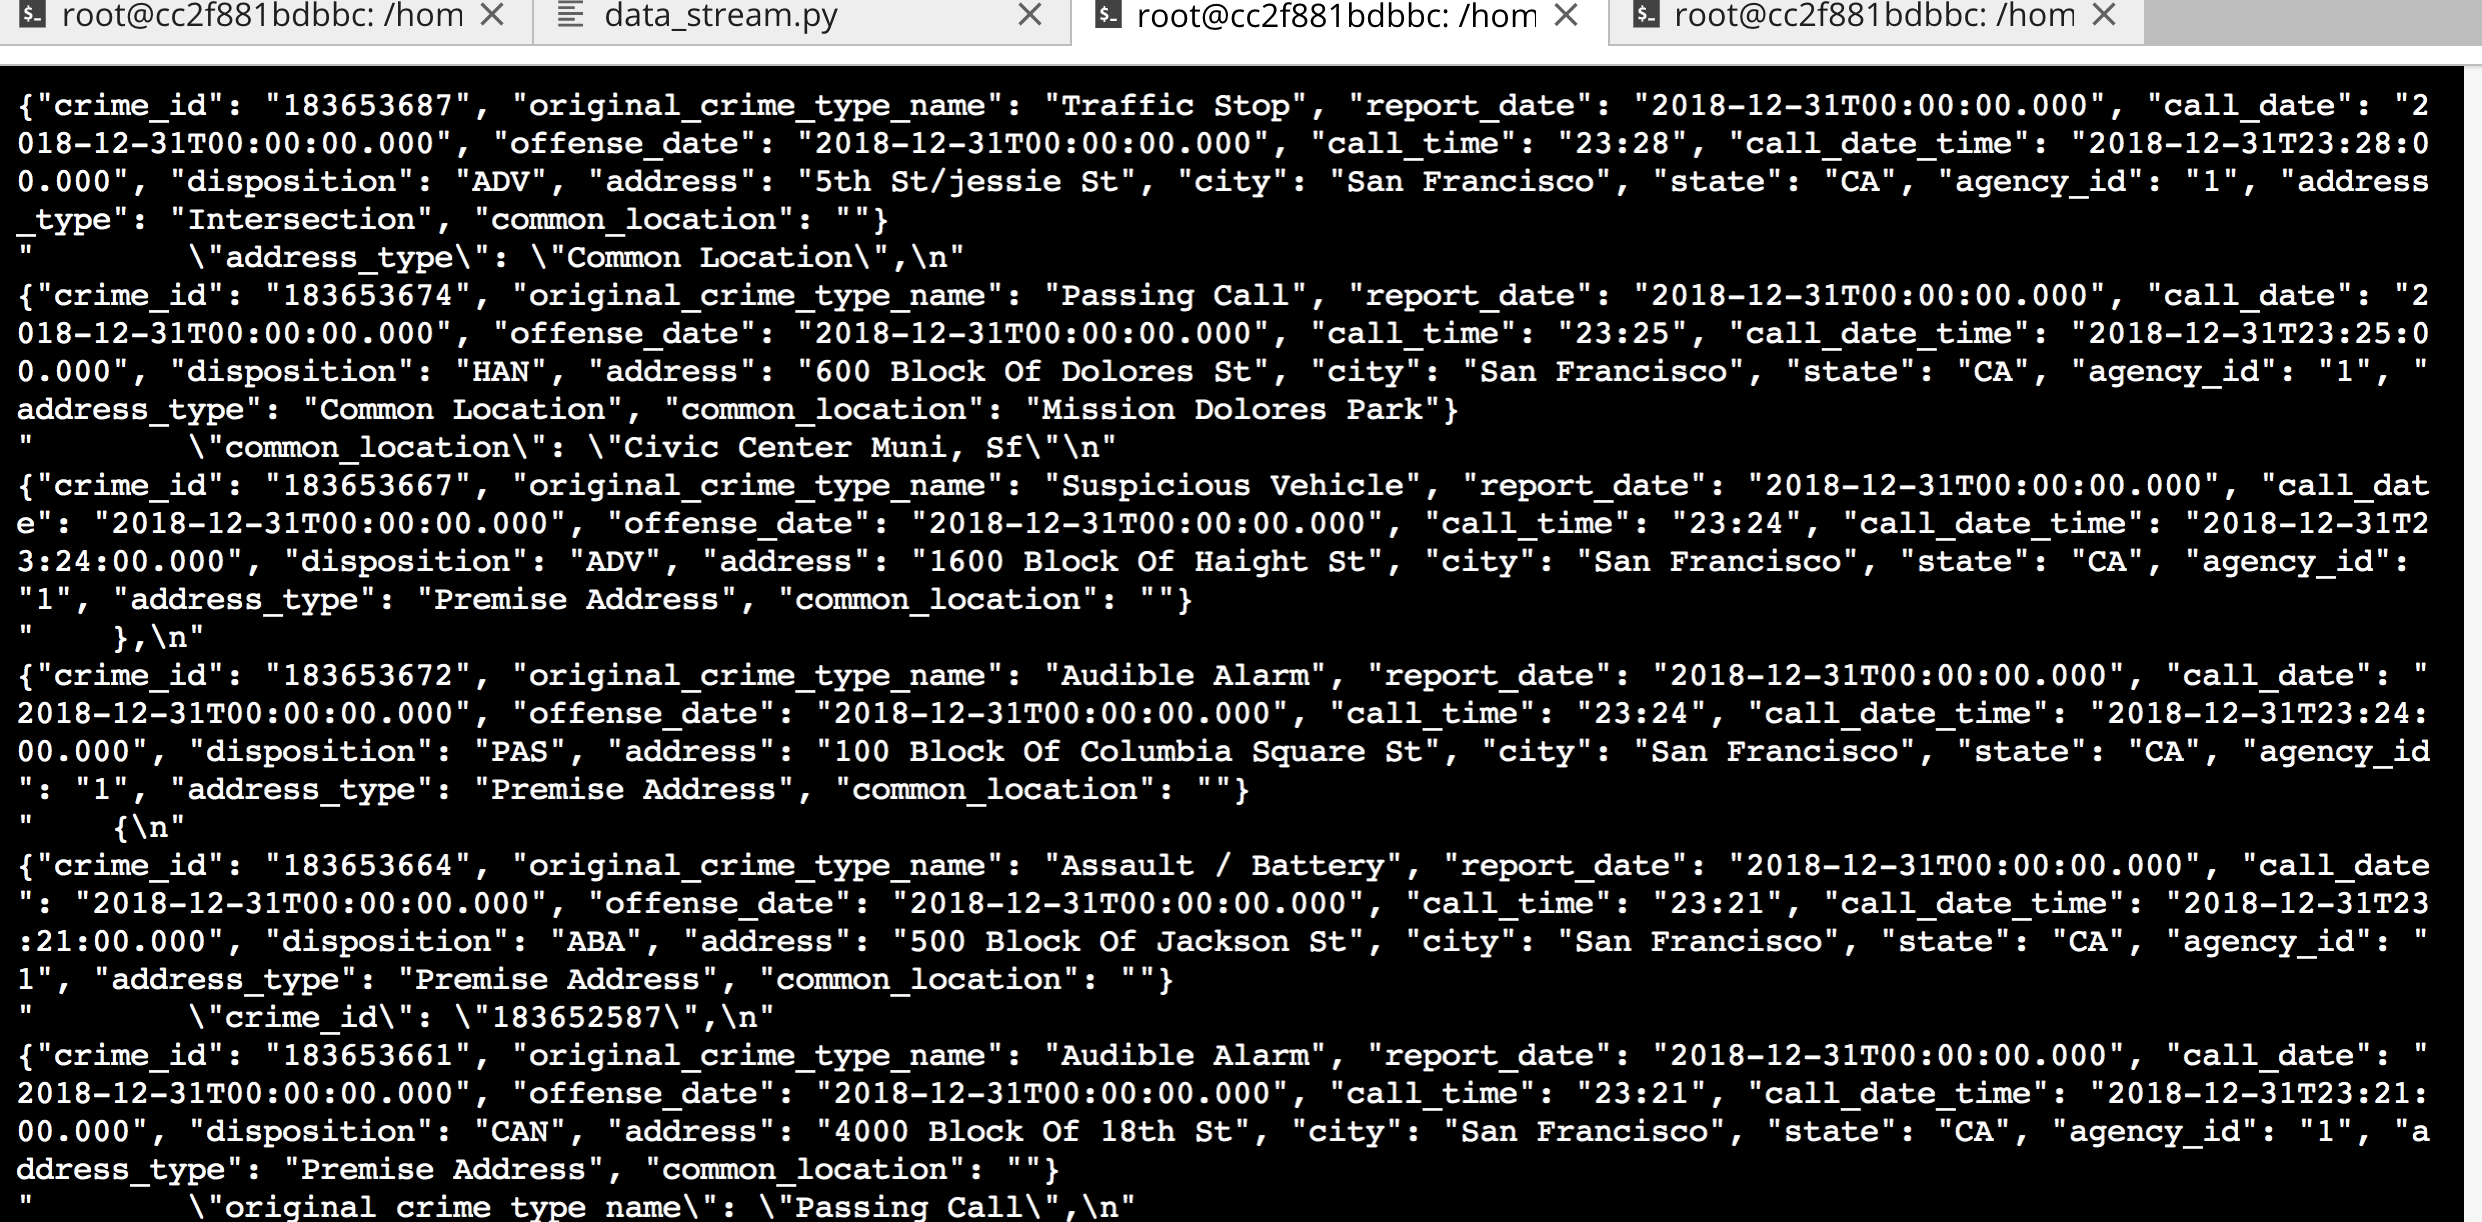 root@cc2f881bdbbc: /hom
data_stream.py
root@cc2f881bdbbc: /hom
root@cc2f881bdbbc: /hom
{"crime_id": "183653687", "original_crime_type_name": "Traffic Stop", "report_date": "2018-12-31T00:00:00.000", "call_date": "2
018-12-31T00:00:00.000", "offense_date": "2018-12-31T00:00:00.000", "call_time": "23:28", "call_date_time": "2018-12-31T23:28:0
0.000", "disposition": "ADV", "address": "5th St/jessie St", "city": "San Francisco", "state": "CA", "agency_id": "1", "address
_type": "Intersection", "common_location": ""}
"        \"address_type\": \"Common Location\",\n"
{"crime_id": "183653674", "original_crime_type_name": "Passing Call", "report_date": "2018-12-31T00:00:00.000", "call_date": "2
018-12-31T00:00:00.000", "offense_date": "2018-12-31T00:00:00.000", "call_time": "23:25", "call_date_time": "2018-12-31T23:25:0
0.000", "disposition": "HAN", "address": "600 Block Of Dolores St", "city": "San Francisco", "state": "CA", "agency_id": "1", "
address_type": "Common Location", "common_location": "Mission Dolores Park"}
"        \"common_location\": \"Civic Center Muni, Sf\"\n"
{"crime_id": "183653667", "original_crime_type_name": "Suspicious Vehicle", "report_date": "2018-12-31T00:00:00.000", "call_dat
e": "2018-12-31T00:00:00.000", "offense_date": "2018-12-31T00:00:00.000", "call_time": "23:24", "call_date_time": "2018-12-31T2
3:24:00.000", "disposition": "ADV", "address": "1600 Block Of Haight St", "city": "San Francisco", "state": "CA", "agency_id":
"1", "address_type": "Premise Address", "common_location": ""}
"    },\n"
{"crime_id": "183653672", "original_crime_type_name": "Audible Alarm", "report_date": "2018-12-31T00:00:00.000", "call_date": "
2018-12-31T00:00:00.000", "offense_date": "2018-12-31T00:00:00.000", "call_time": "23:24", "call_date_time": "2018-12-31T23:24:
00.000", "disposition": "PAS", "address": "100 Block Of Columbia Square St", "city": "San Francisco", "state": "CA", "agency_id
": "1", "address_type": "Premise Address", "common_location": ""}
"    {\n"
{"crime_id": "183653664", "original_crime_type_name": "Assault / Battery", "report_date": "2018-12-31T00:00:00.000", "call_date
": "2018-12-31T00:00:00.000", "offense_date": "2018-12-31T00:00:00.000", "call_time": "23:21", "call_date_time": "2018-12-31T23
:21:00.000", "disposition": "ABA", "address": "500 Block Of Jackson St", "city": "San Francisco", "state": "CA", "agency_id": "
1", "address_type": "Premise Address", "common_location": ""}
"        \"crime_id\": \"183652587\",\n"
{"crime_id": "183653661", "original_crime_type_name": "Audible Alarm", "report_date": "2018-12-31T00:00:00.000", "call_date": "
2018-12-31T00:00:00.000", "offense_date": "2018-12-31T00:00:00.000", "call_time": "23:21", "call_date_time": "2018-12-31T23:21:
00.000", "disposition": "CAN", "address": "4000 Block Of 18th St", "city": "San Francisco", "state": "CA", "agency_id": "1", "a
ddress_type": "Premise Address", "common_location": ""}
"        \"original_crime_type_name\": \"Passing Call\",\n"